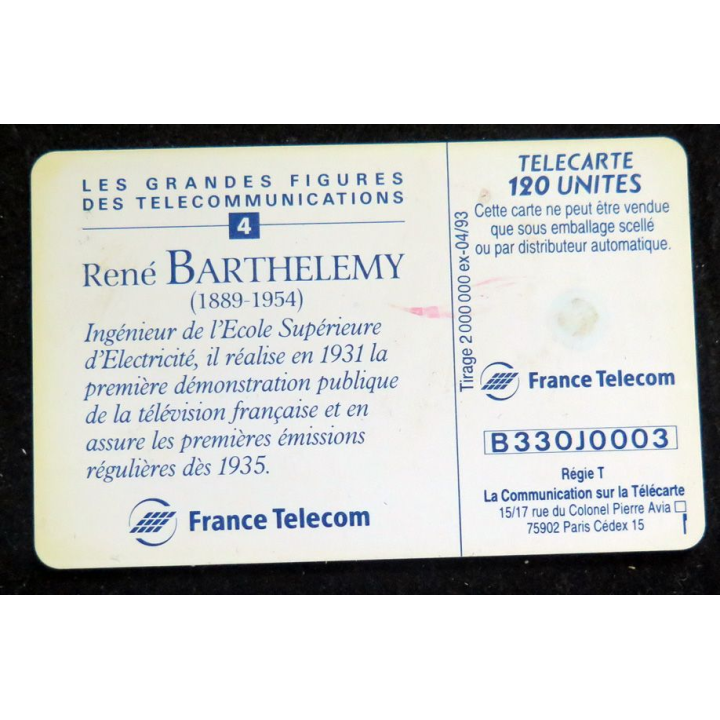 LES GRANDES FIGURES
DES TELECOMMUNICATIONS
4
René BARTHELEMY
(1889-1954)
Ingénieur de l'Ecole Supérieure
d'Electricité, il réalise en 1931 la
première démonstration publique
de la télévision française et en
assure les premières émissions
régulières dès 1935.
France Telecom
Tirage 2 000 000 ex-04/93
TELECARTE
120 UNITES
Cette carte ne peut être vendue
que sous emballage scellé
ou par distributeur automatique.
France Telecom
B330J0003
Régie T
La Communication sur la Télécarte
15/17 rue du Colonel Pierre Avia
75902 Paris Cédex 15